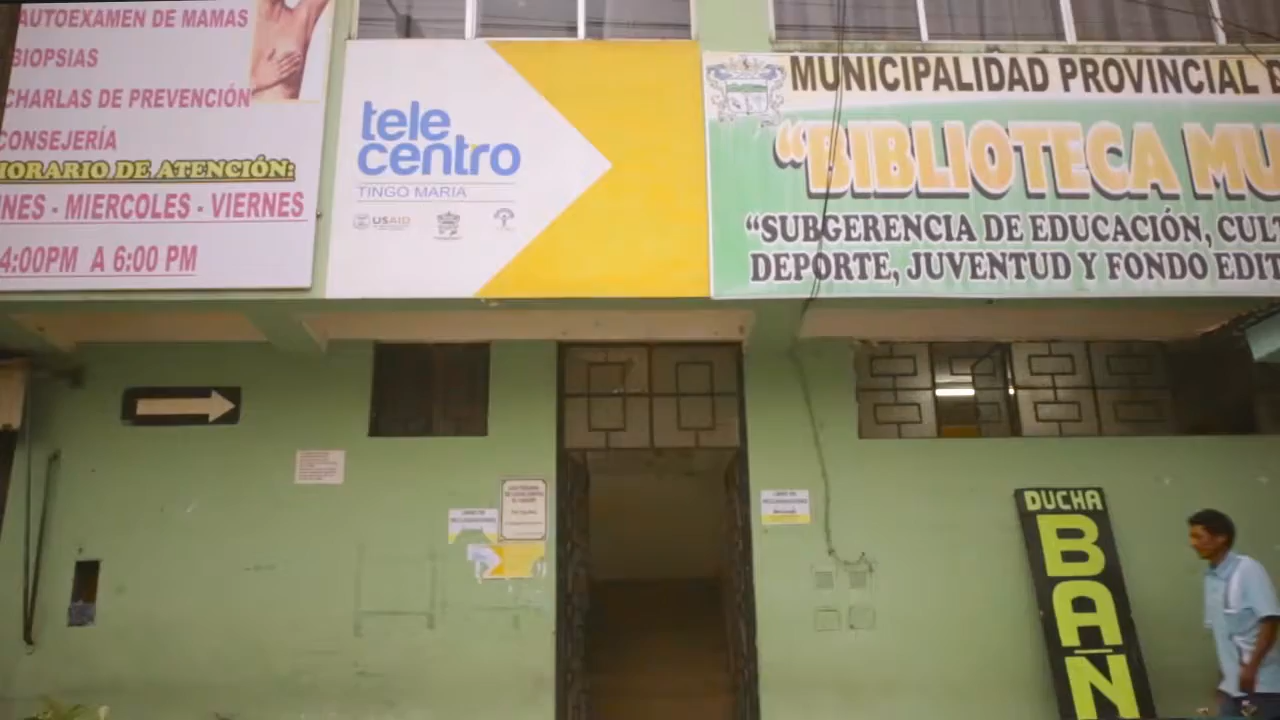 AUTOEXAMEN DE MAMAS
BIOPSIAS
CHARLAS DE PREVENCIÓN
CONSEJERÍA
HORARIO DE ATENCIÓN:
NES - MIERCOLES - VIERNES
4:00PM A 6:00 PM
tele
centro
TINGO MARIA
USAID
MUNICIPALIDAD PROVINCIAL
"BIBLIOTECA MU
"SUBGERENCIA DE EDUCACIÓN, CULT
DEPORTE, JUVENTUD Y FONDO EDIT
DUCHA
BAÑ